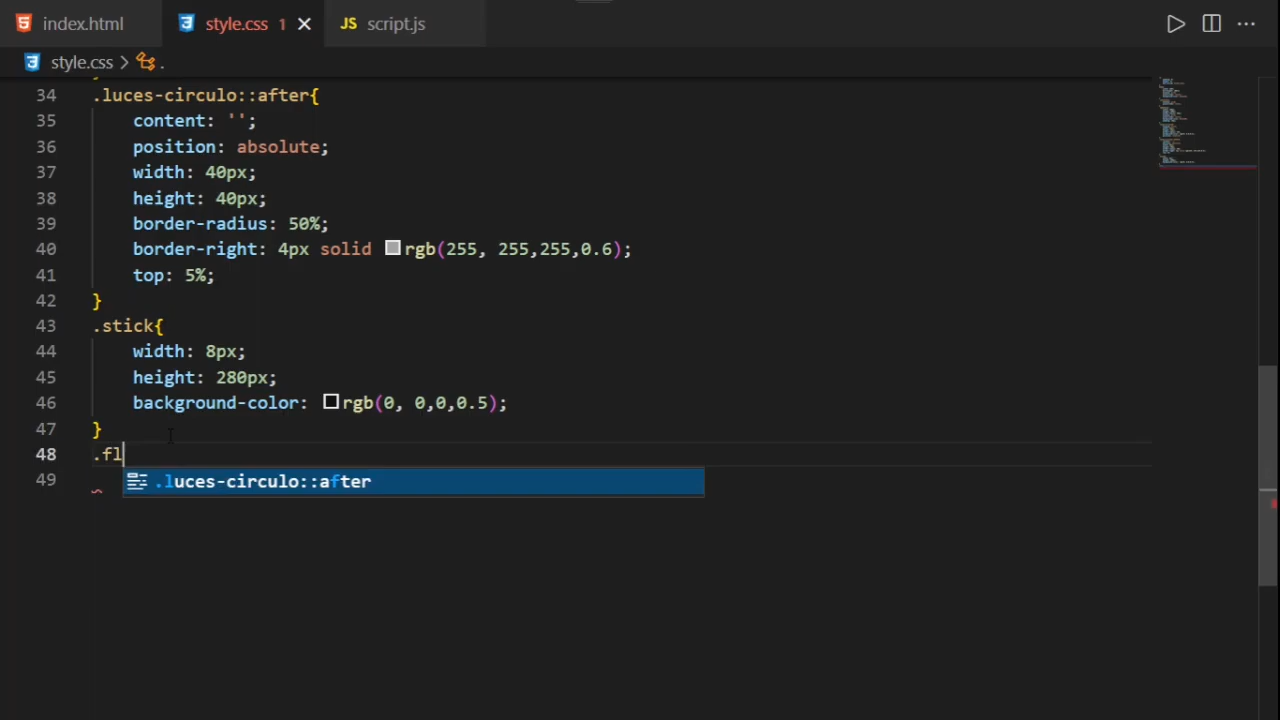 index.html style.css 1 script.js
style.css > .
34 .luces-circulo::after{
35 content: '';
36 position: absolute;
37 width: 40px;
38 height: 40px;
39 border-radius: 50%;
40 border-right: 4px solid rgb(255, 255,255,0.6);
41 top: 5%;
42 }
43 .stick{
44 width: 8px;
45 height: 280px;
46 background-color: rgb(0, 0,0,0.5);
47 }
48 .fl
.luces-circulo::after
49